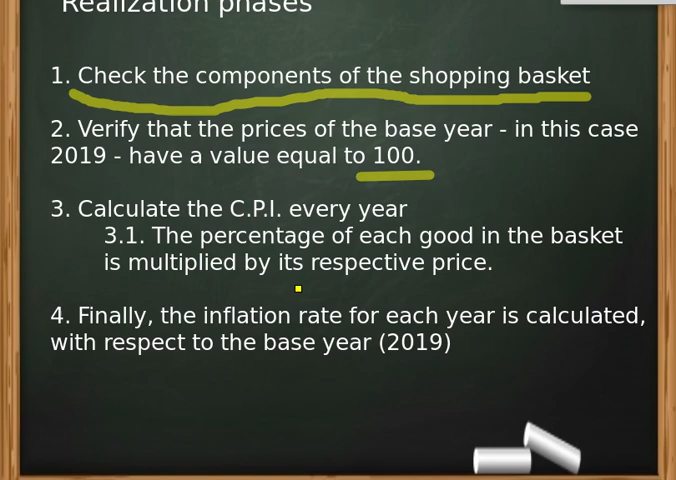 Realization phases
1. Check the components of the shopping basket
2. Verify that the prices of the base year - in this case
2019 - have a value equal to 100.
3. Calculate the C.P.I. every year
3.1. The percentage of each good in the basket
is multiplied by its respective price.
4. Finally, the inflation rate for each year is calculated,
with respect to the base year (2019)